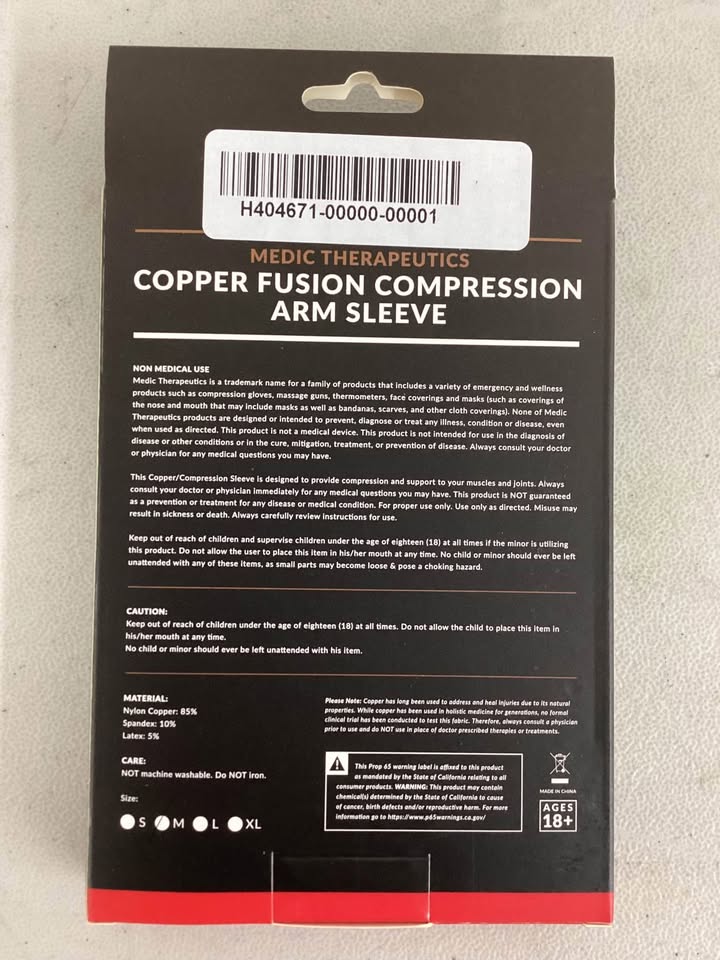 H404671-00000-00001
MEDIC THERAPEUTICS
COPPER FUSION COMPRESSION
ARM SLEEVE
NON MEDICAL USE
Medic Therapeutics is a trademark name for a family of products that includes a variety of emergency and wellness
products such as compression gloves, massage guns, thermometers, face coverings and masks (such as coverings of
the nose and mouth that may include masks as well as bandanas, scarves, and other cloth coverings). None of Medic
Therapeutics products are designed or intended to prevent, diagnose or treat any illness, condition or disease, even
when used as directed. This product is not a medical device. This product is not intended for use in the diagnosis of
disease or other conditions or in the cure, mitigation, treatment, or prevention of disease. Always consult your doctor
or physician for any medical questions you may have.
This Copper/Compression Sleeve is designed to provide compression and support to your muscles and joints. Always
consult your doctor or physician immediately for any medical questions you may have. This product is NOT guaranteed
as a prevention or treatment for any disease or medical condition. For proper use only. Use only as directed. Misuse may
result in sickness or death. Always carefully review instructions for use.
Keep out of reach of children and supervise children under the age of eighteen (18) at all times if the minor is utilizing
this product. Do not allow the user to place this item in his/her mouth at any time. No child or minor should ever be left
unattended with any of these items, as small parts may become loose & pose a choking hazard.
CAUTION:
Keep out of reach of children under the age of eighteen (18) at all times. Do not allow the child to place this item in
his/her mouth at any time.
No child or minor should ever be left unattended with his item.
MATERIAL:
Nylon Copper: 85%
Spandex: 10%
Latex: 5%
CARE:
NOT machine washable. Do NOT iron.
Size:
S M L XL
Please Note: Copper has long been used to address and heal injuries due to its natural
properties. While copper has been used in holistic medicine for generations, no formal
clinical trial has been conducted to test this fabric. Therefore, always consult a physician
prior to use and do NOT use in place of doctor prescribed therapies or treatments.
This Prop 65 warning label is affixed to this product
as mandated by the State of California relating to all
consumer products. WARNING: This product may contain
chemical(s) determined by the State of California to cause
of cancer, birth defects and/or reproductive harm. For more
information go to https://www.p65warnings.ca.gov/
MADE IN CHINA
AGES
18+